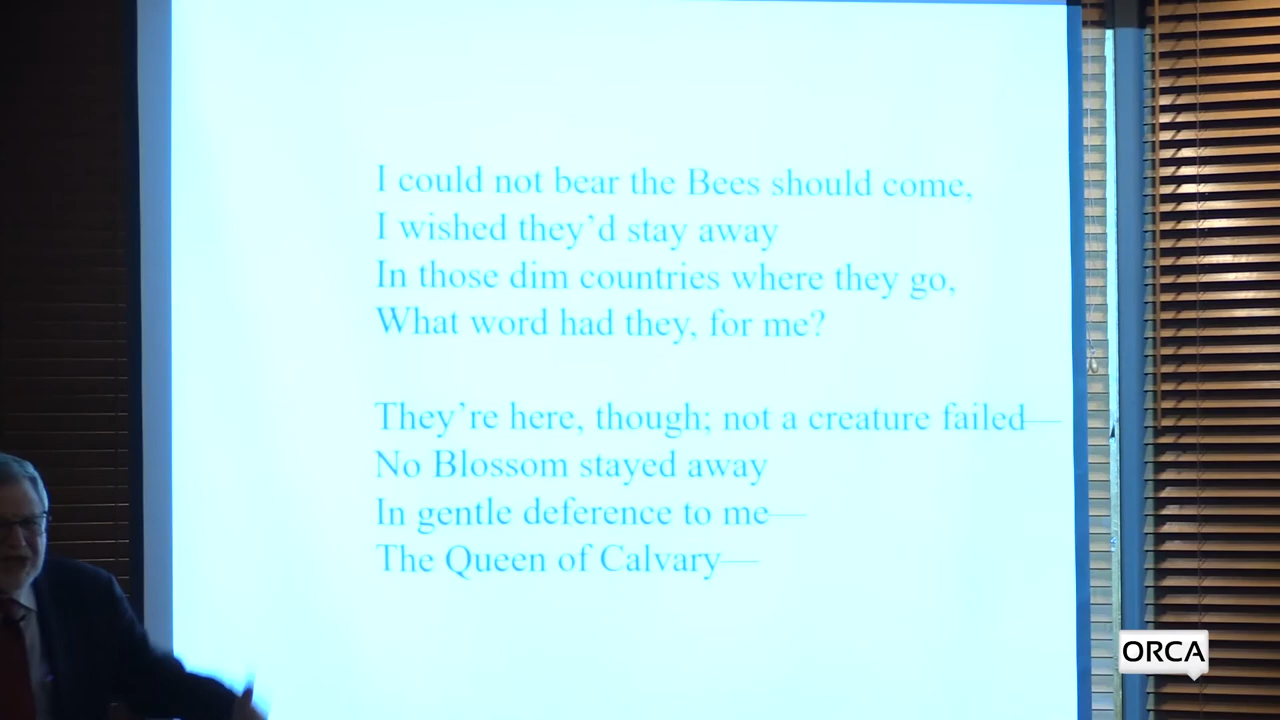 I could not bear the Bees should come,
I wished they’d stay away
In those dim countries where they go,
What word had they, for me?
They’re here, though; not a creature failed—
No Blossom stayed away
In gentle deference to me—
The Queen of Calvary—
ORCA